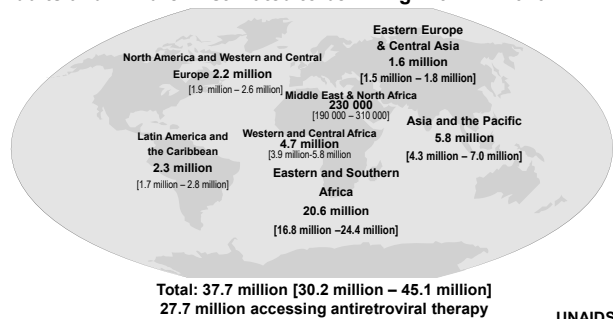 Eastern Europe
& Central Asia
1.6 million
[1.5 million – 1.8 million]
North America and Western and Central
Europe 2.2 million
[1.9 million – 2.6 million]
Middle East & North Africa
230 000
[190 000 – 310 000]
Asia and the Pacific
5.8 million
[4.3 million – 7.0 million]
Latin America and
the Caribbean
2.3 million
[1.7 million – 2.8 million]
Western and Central Africa
4.7 million
[3.9 million-5.8 million
Eastern and Southern
Africa
20.6 million
[16.8 million –24.4 million]
Total: 37.7 million [30.2 million – 45.1 million]
27.7 million accessing antiretroviral therapy
UNAIDS